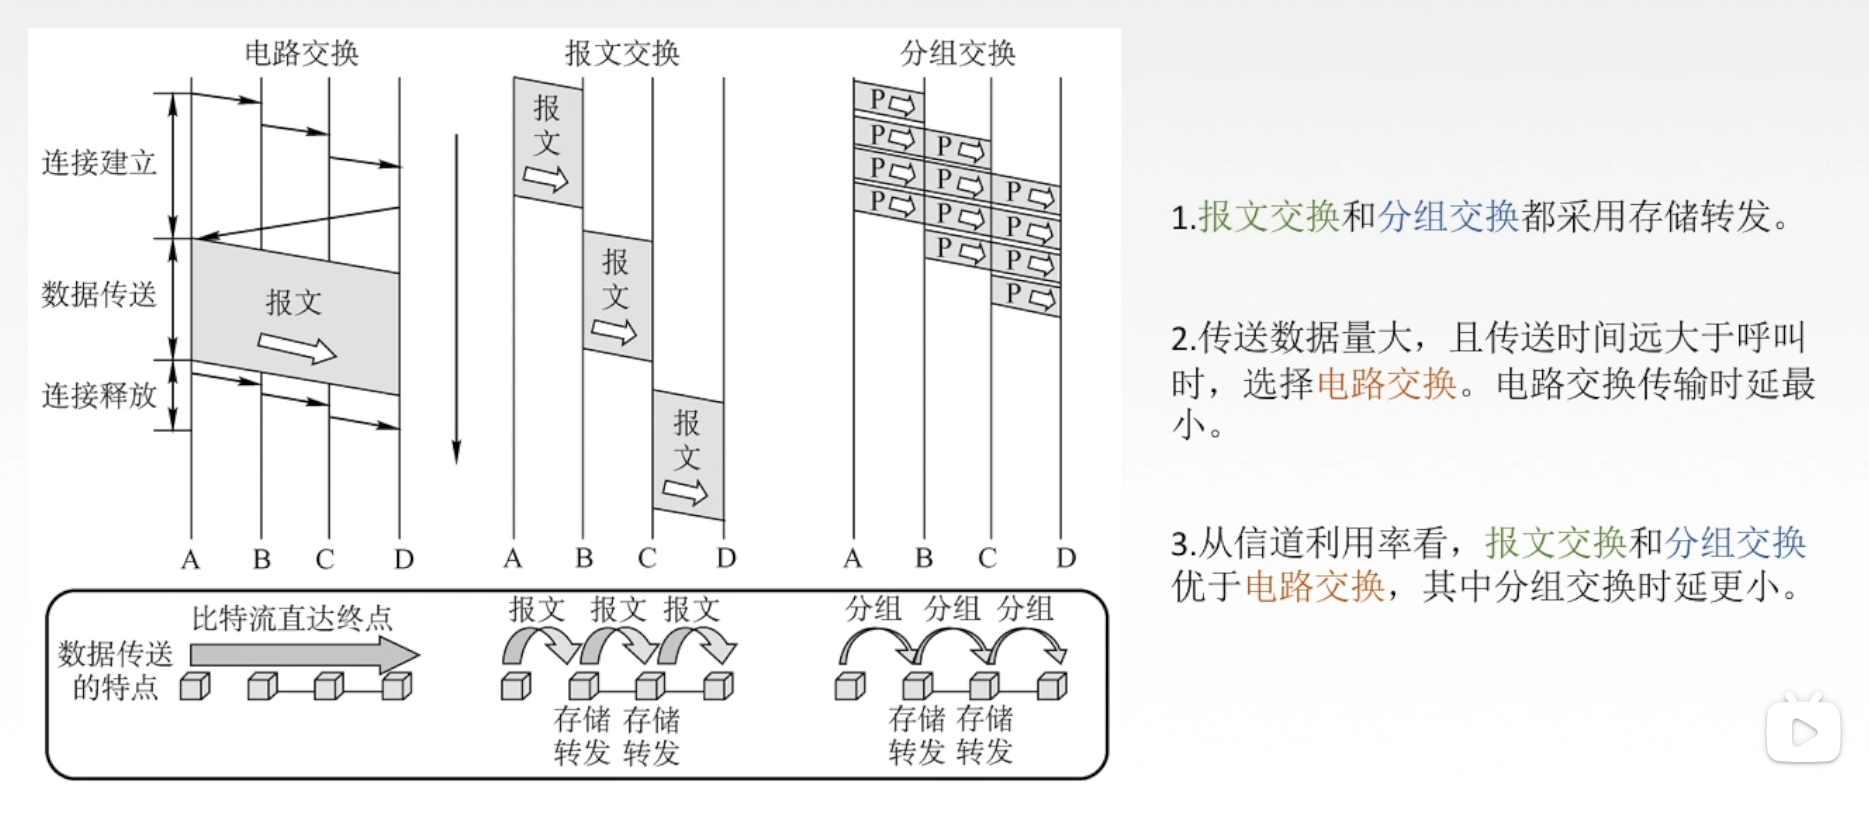 电路交换
报文交换
分组交换
连接建立
数据传送
连接释放
报文
报
文
报
文
报
文
P
P
P
P
P
P
P
P
P
P
P
P
A B C D
A B C D
A B C D
数据传送
的特点
比特流直达终点
报文 报文 报文
存储 存储
转发 转发
分组 分组 分组
存储 存储
转发 转发
1.报文交换和分组交换都采用存储转发。
2.传送数据量大，且传送时间远大于呼叫
时，选择电路交换。电路交换传输时延最
小。
3.从信道利用率看，报文交换和分组交换
优于电路交换，其中分组交换时延更小。